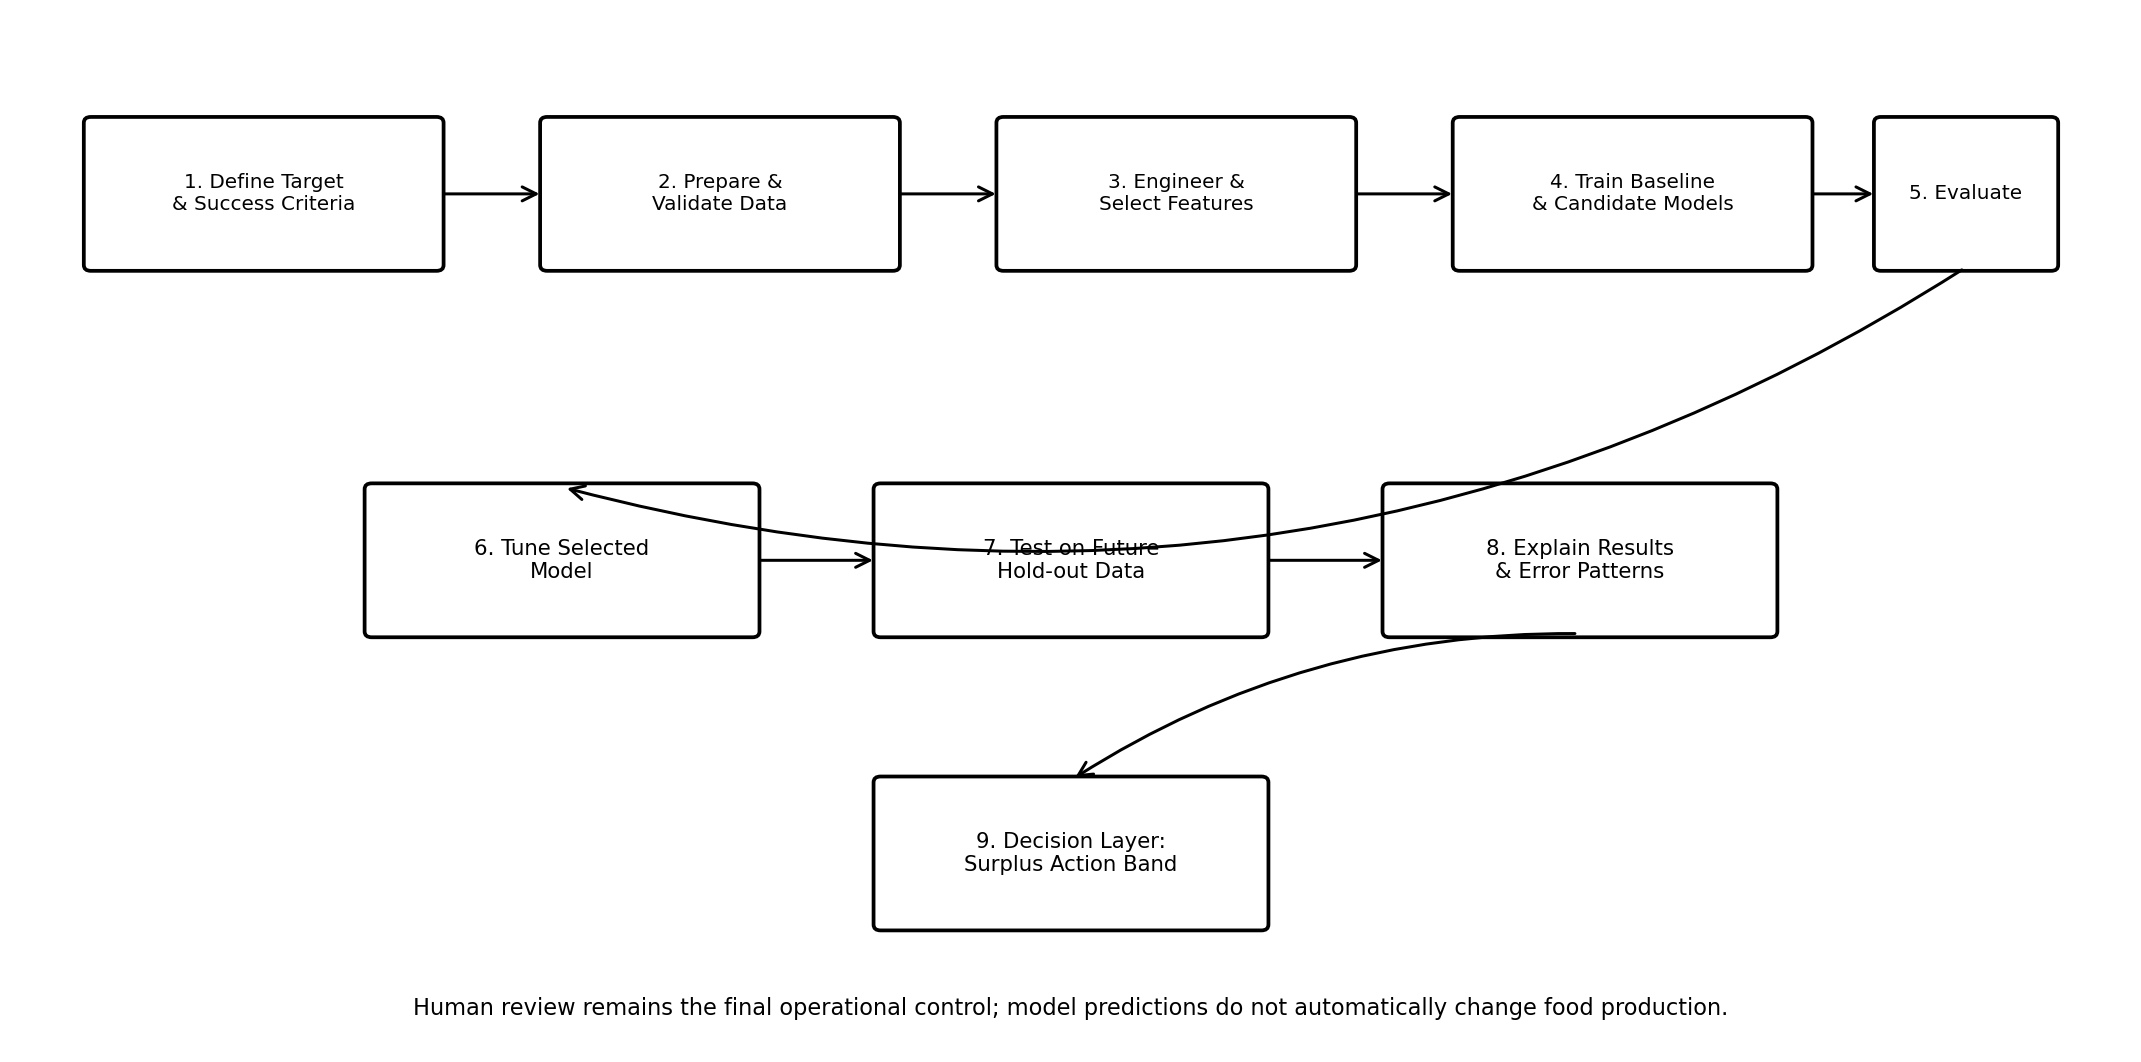 1. Define Target
& Success Criteria
2. Prepare &
Validate Data
3. Engineer &
Select Features
4. Train Baseline
& Candidate Models
5. Evaluate
6. Tune Selected
Model
7. Test on Future
Hold-out Data
8. Explain Results
& Error Patterns
9. Decision Layer:
Surplus Action Band
Human review remains the final operational control; model predictions do not automatically change food production.